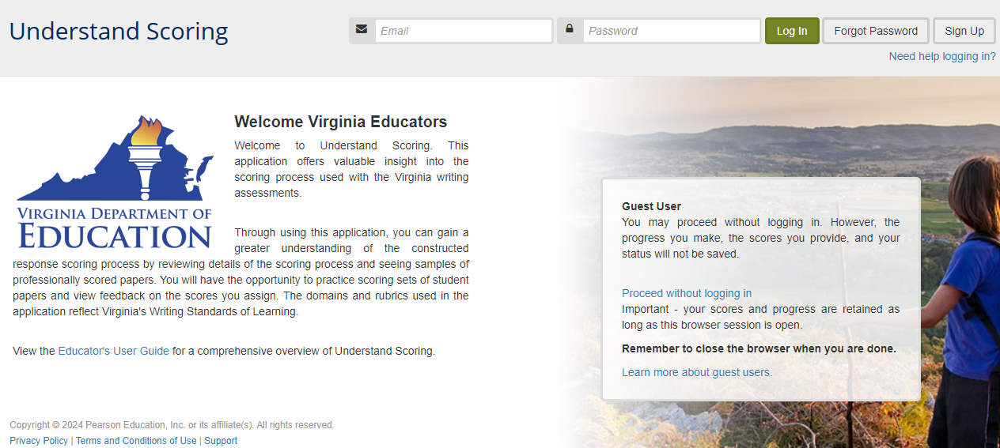 Understand Scoring
Email
Password
Log In
Forgot Password
Sign Up
Need help logging in?
VIRGINIA DEPARTMENT OF
EDUCATION
Welcome Virginia Educators
Welcome to Understand Scoring. This
application offers valuable insight into the
scoring process used with the Virginia writing
assessments.
Through using this application, you can gain a
greater understanding of the constructed
response scoring process by reviewing details of the scoring process and seeing samples of
professionally scored papers. You will have the opportunity to practice scoring sets of student
papers and view feedback on the scores you assign. The domains and rubrics used in the
application reflect Virginia's Writing Standards of Learning.
View the Educator's User Guide for a comprehensive overview of Understand Scoring.
Guest User
You may proceed without logging in. However, the
progress you make, the scores you provide, and your
status will not be saved.
Proceed without logging in
Important - your scores and progress are retained as
long as this browser session is open.
Remember to close the browser when you are done.
Learn more about guest users.
Copyright © 2024 Pearson Education, Inc. or its affiliate(s). All rights reserved.
Privacy Policy | Terms and Conditions of Use | Support